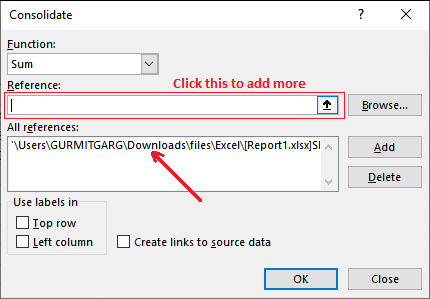 Consolidate
?
Function:
Sum
Reference:
Click this to add more
Browse...
All references:
'\Users\GURMITGARG\Downloads\files\Excel\[Report1.xlsx]SI
Add
Delete
Use labels in
Top row
Left column
Create links to source data
OK
Close